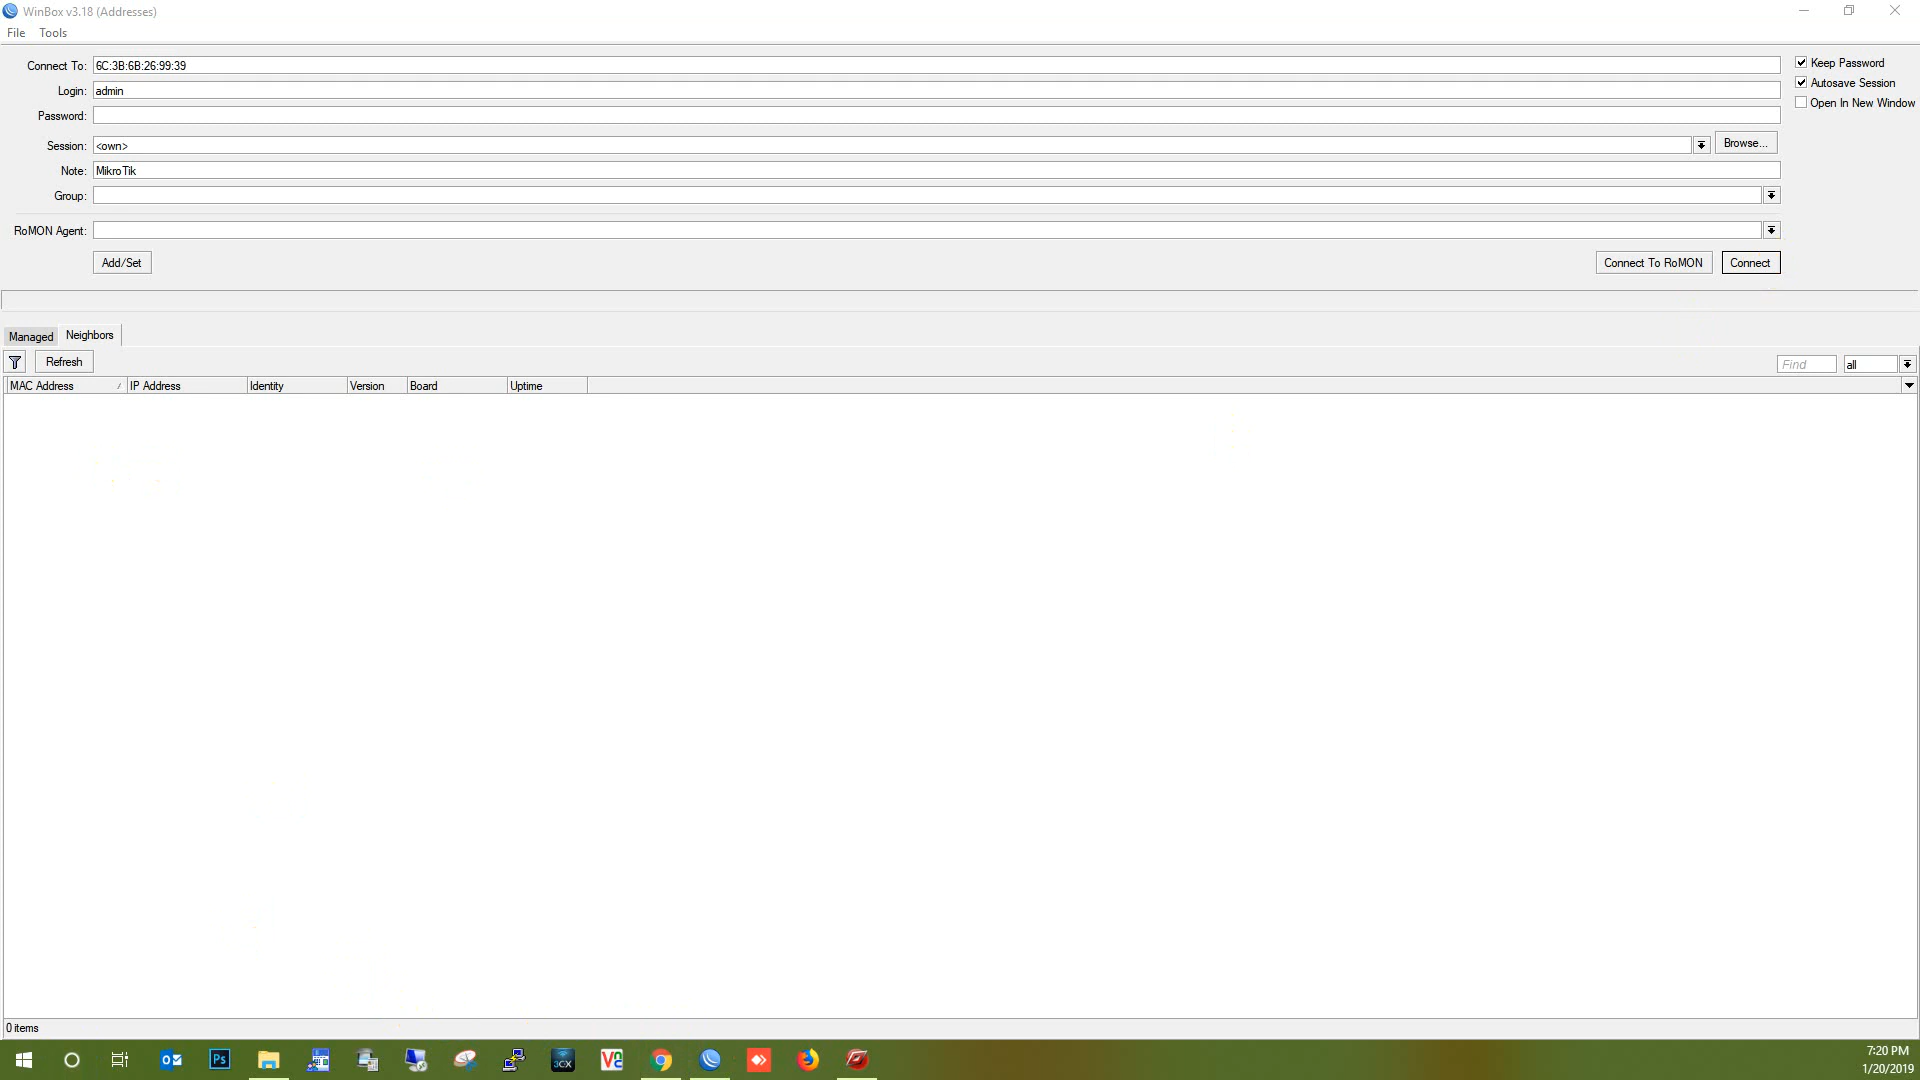 WinBox v3.18 (Addresses)
File Tools
Connect To: 6C:3B:6B:26:99:39
Keep Password
Login: admin
Autosave Session
Open In New Window
Password:
Session: <own>
Browse...
Note: MikroTik
Group:
RoMON Agent:
Add/Set
Connect To RoMON
Connect
Managed Neighbors
Refresh
Find
all
MAC Address IP Address Identity Version Board Uptime
0 items
O
Ps
3CX
7:20 PM
1/20/2019